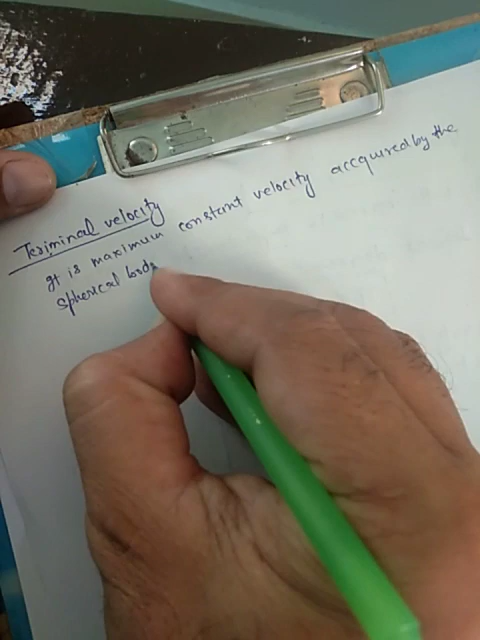 Terminal velocity
It is maximum constant velocity accquired by the
spherical body